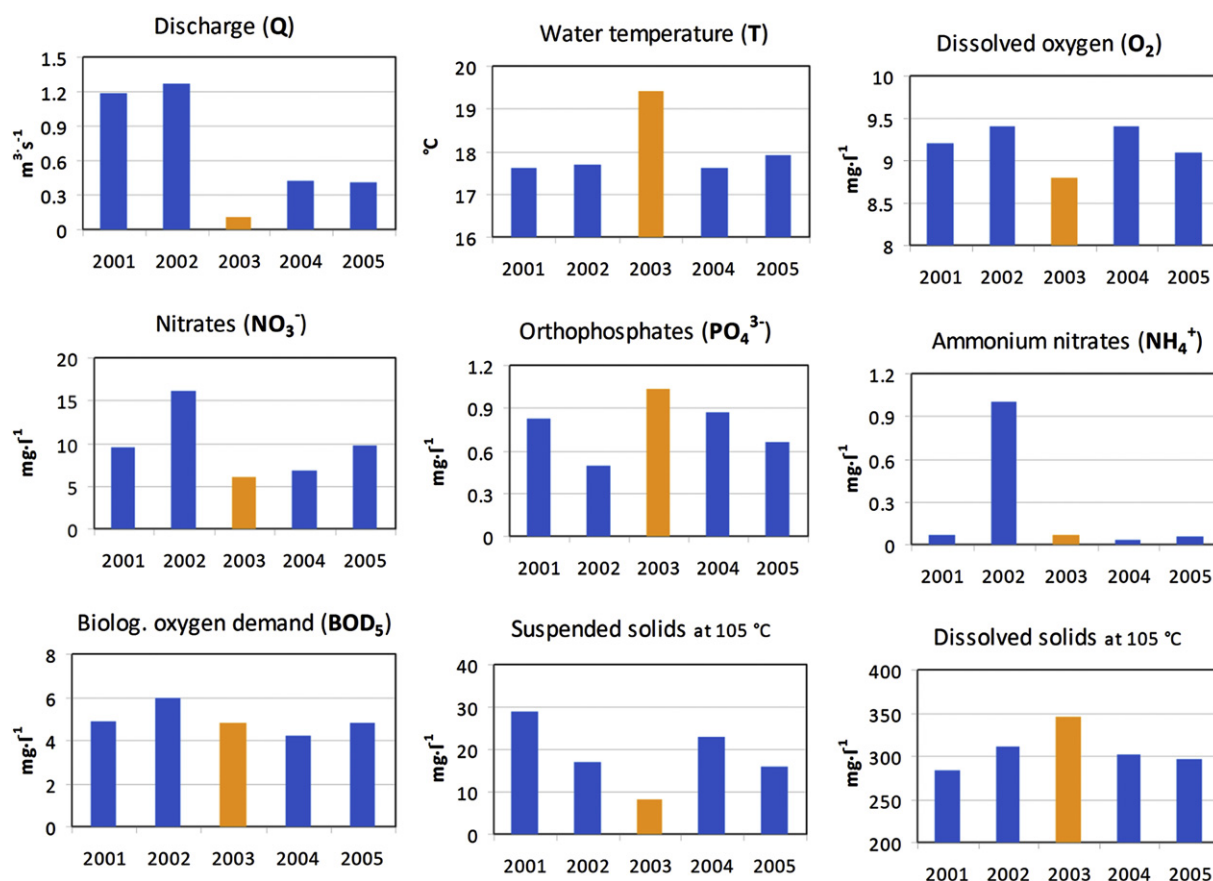 Discharge (Q)
m³·s⁻¹
1.5
1.2
0.9
0.6
0.3
0
2001 2002 2003 2004 2005
Water temperature (T)
°C
20
19
18
17
16
2001 2002 2003 2004 2005
Dissolved oxygen (O₂)
mg·l⁻¹
10
9.5
9
8.5
8
2001 2002 2003 2004 2005
Nitrates (NO₃⁻)
mg·l⁻¹
20
15
10
5
0
2001 2002 2003 2004 2005
Orthophosphates (PO₄³⁻)
mg·l⁻¹
1.2
0.9
0.6
0.3
0
2001 2002 2003 2004 2005
Ammonium nitrates (NH₄⁺)
mg·l⁻¹
1.2
0.9
0.6
0.3
0
2001 2002 2003 2004 2005
Biolog. oxygen demand (BOD₅)
mg·l⁻¹
8
6
4
2
0
2001 2002 2003 2004 2005
Suspended solids at 105 °C
mg·l⁻¹
40
30
20
10
0
2001 2002 2003 2004 2005
Dissolved solids at 105 °C
mg·l⁻¹
400
350
300
250
200
2001 2002 2003 2004 2005